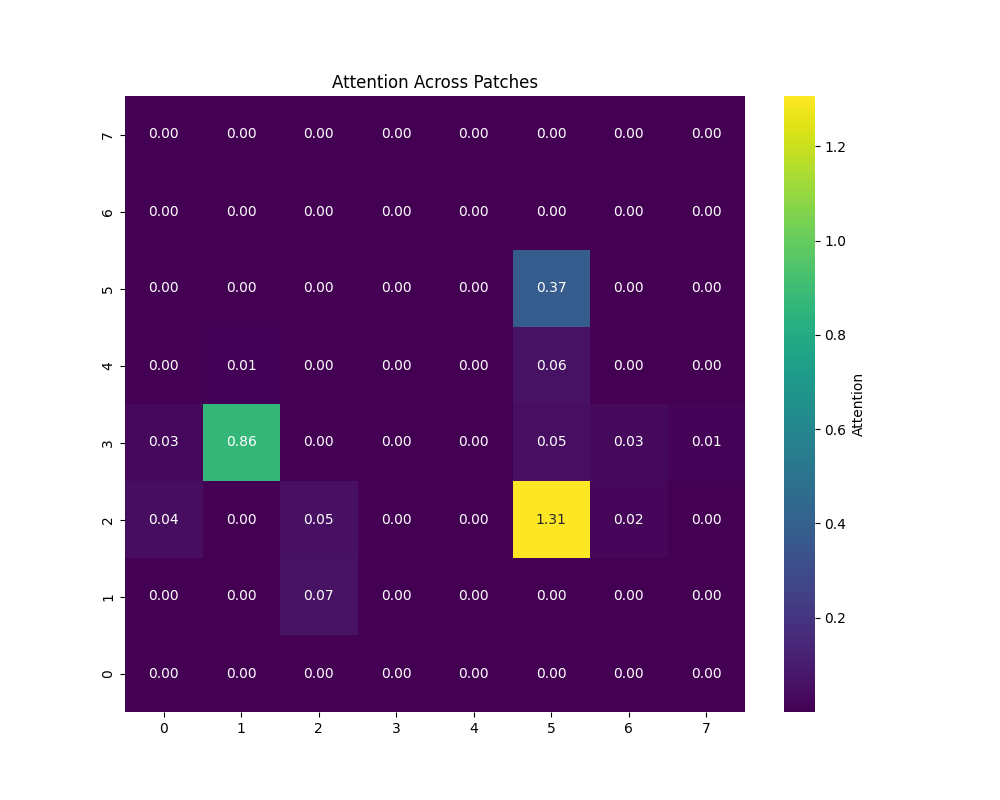 Attention Across Patches
7 0.00 0.00 0.00 0.00 0.00 0.00 0.00 0.00
6 0.00 0.00 0.00 0.00 0.00 0.00 0.00 0.00
5 0.00 0.00 0.00 0.00 0.00 0.37 0.00 0.00
4 0.00 0.01 0.00 0.00 0.00 0.06 0.00 0.00
3 0.03 0.86 0.00 0.00 0.00 0.05 0.03 0.01
2 0.04 0.00 0.05 0.00 0.00 1.31 0.02 0.00
1 0.00 0.00 0.07 0.00 0.00 0.00 0.00 0.00
0 0.00 0.00 0.00 0.00 0.00 0.00 0.00 0.00
0 1 2 3 4 5 6 7
1.2
1.0
0.8
0.6
0.4
0.2
Attention